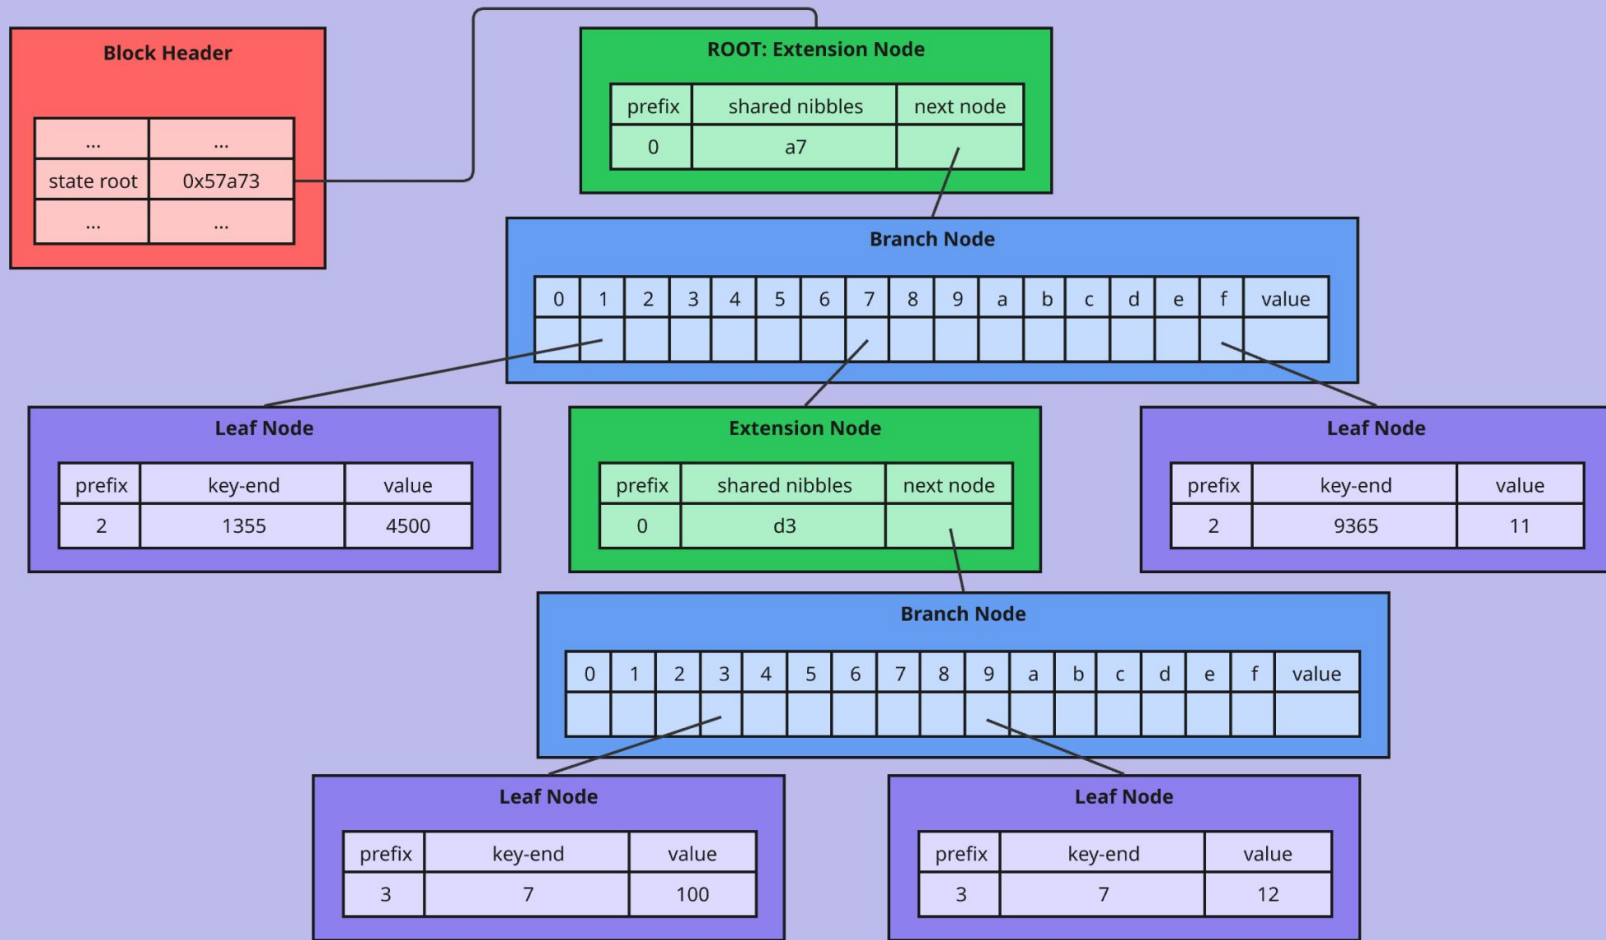 Block Header
... ...
state root 0x57a73
... ...
ROOT: Extension Node
prefix shared nibbles next node
0 a7
Branch Node
0 1 2 3 4 5 6 7 8 9 a b c d e f value
Leaf Node
prefix key-end value
2 1355 4500
Extension Node
prefix shared nibbles next node
0 d3
Leaf Node
prefix key-end value
2 9365 11
Branch Node
0 1 2 3 4 5 6 7 8 9 a b c d e f value
Leaf Node
prefix key-end value
3 7 100
Leaf Node
prefix key-end value
3 7 12